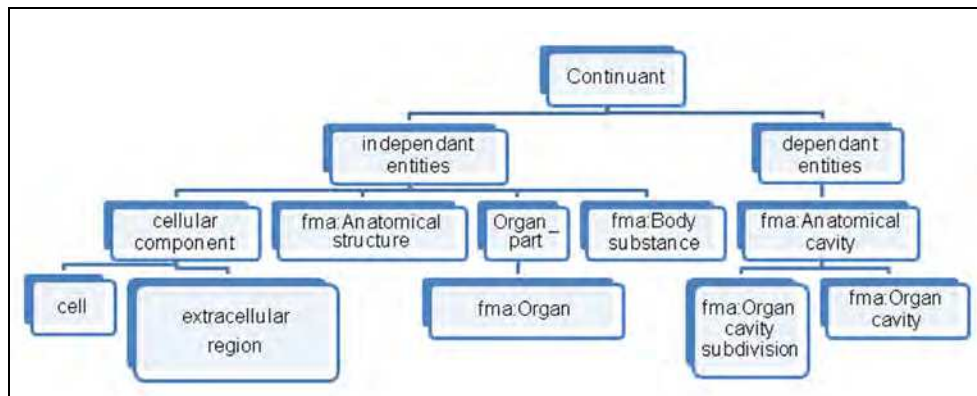 Continuant
independant
entities
dependant
entities
cellular
component
fma:Anatomical
structure
Organ_
part
fma:Body
substance
fma:Anatomical
cavity
cell
extracellular
region
fma:Organ
fma:Organ
cavity
subdivision
fma:Organ
cavity